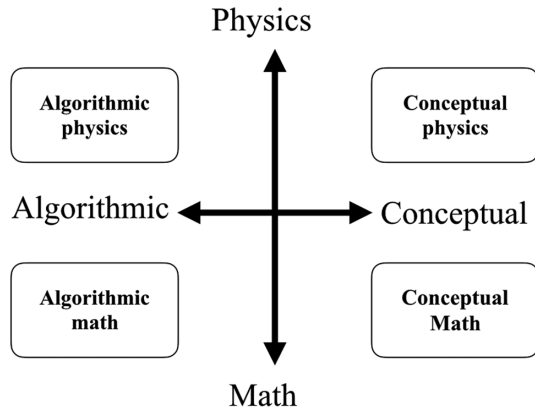 Physics
Algorithmic
physics
Conceptual
physics
Algorithmic
Conceptual
Algorithmic
math
Conceptual
Math
Math